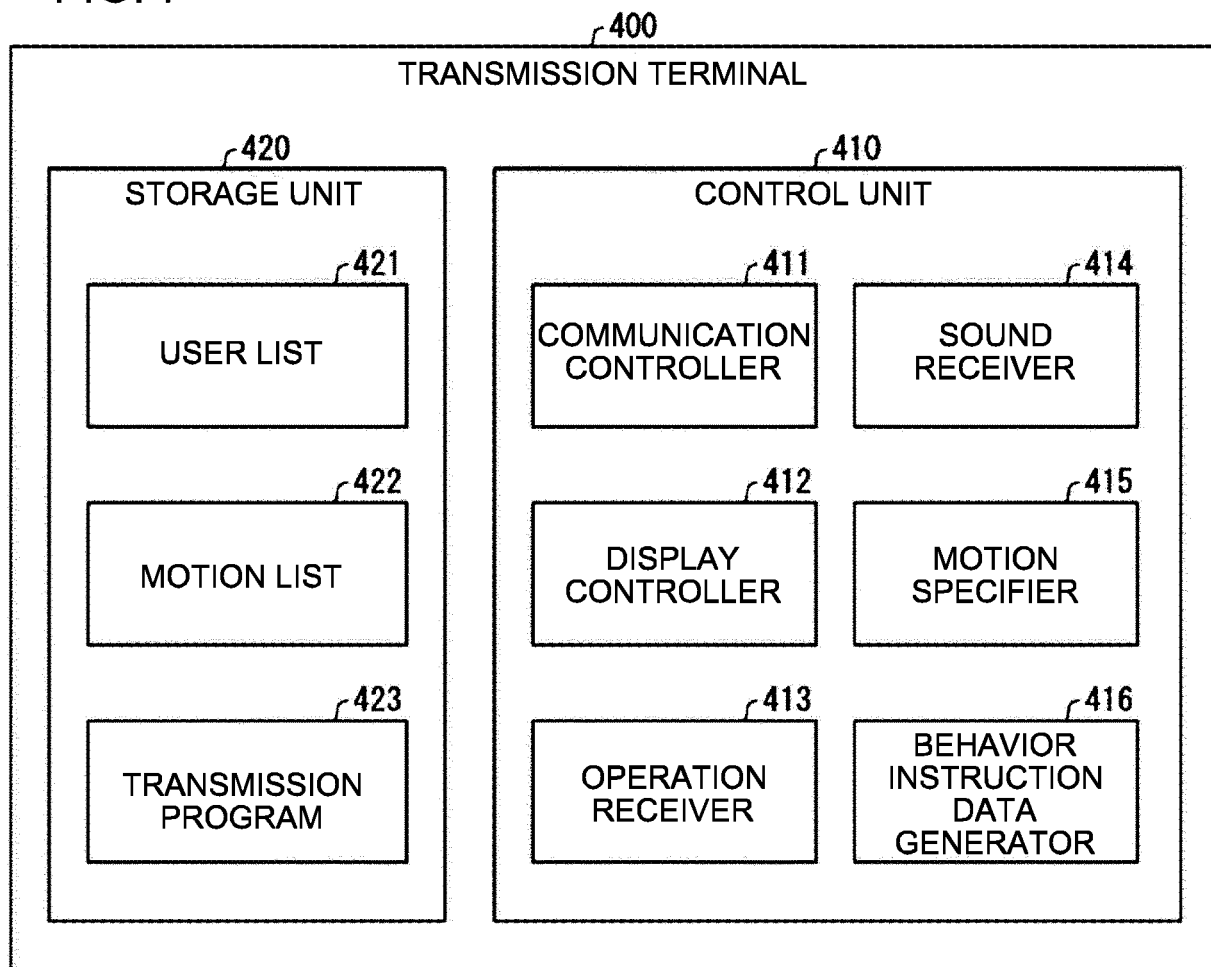 400
TRANSMISSION TERMINAL
420
STORAGE UNIT
421
USER LIST
422
MOTION LIST
423
TRANSMISSION
PROGRAM
410
CONTROL UNIT
411
COMMUNICATION
CONTROLLER
414
SOUND
RECEIVER
412
DISPLAY
CONTROLLER
415
MOTION
SPECIFIER
413
OPERATION
RECEIVER
416
BEHAVIOR
INSTRUCTION
DATA
GENERATOR